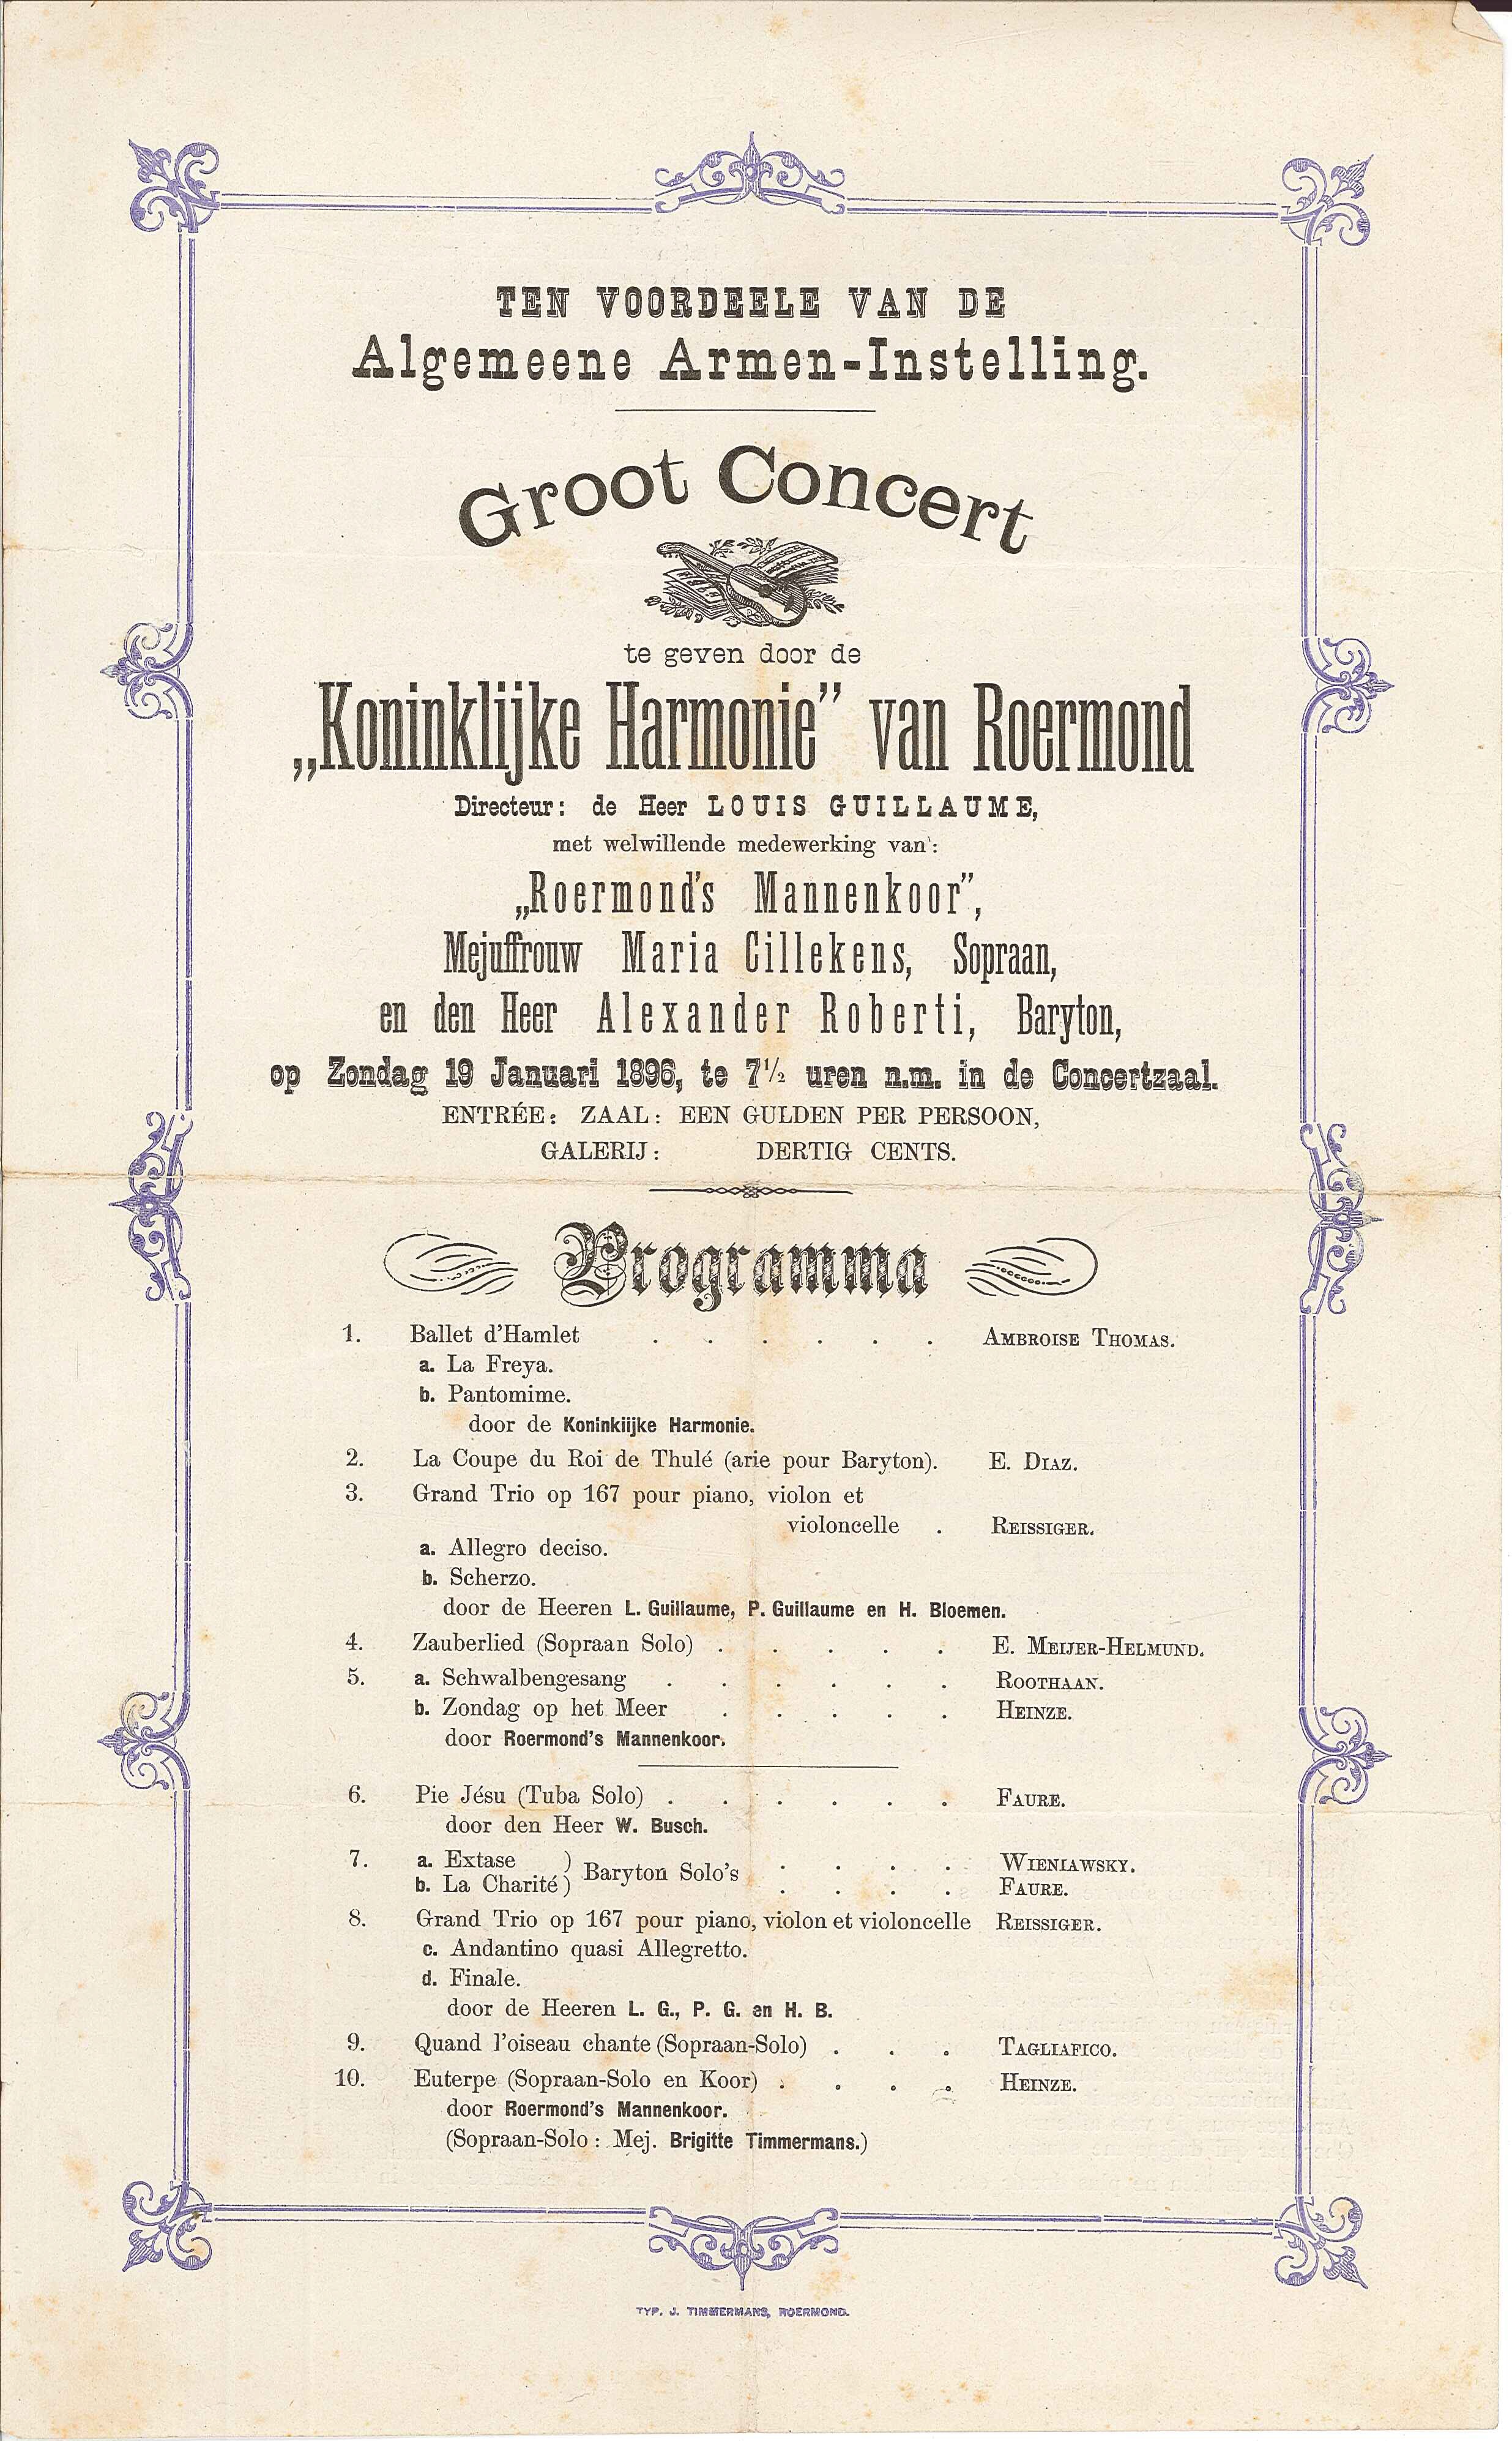 TEN VOORDEELE VAN DE
Algemeene Armen-Instelling.
Groot Concert
te geven door de
„Koninklijke Harmonie” van Roermond
Directeur: de Heer LOUIS GUILLAUME,
met welwillende medewerking van:
„Roermond's Mannenkoor”,
Mejuffrouw Maria Cillekens, Sopraan,
en den Heer Alexander Roberti, Baryton,
op Zondag 19 Januari 1896, te 7½ uren n.m. in de Concertzaal.
ENTRÉE: ZAAL: EEN GULDEN PER PERSOON,
GALERIJ: DERTIG CENTS.
Programma
1. Ballet d'Hamlet . . . . . . AMBROISE THOMAS.
a. La Freya.
b. Pantomime.
door de Koninkiijke Harmonie.
2. La Coupe du Roi de Thulé (arie pour Baryton). E. DIAZ.
3. Grand Trio op 167 pour piano, violon et
violoncelle . REISSIGER.
a. Allegro deciso.
b. Scherzo.
door de Heeren L. Guillaume, P. Guillaume en H. Bloemen.
4. Zauberlied (Sopraan Solo) . . . . . E. MEIJER-HELMUND.
5. a. Schwalbengesang . . . . . . ROOTHAAN.
b. Zondag op het Meer . . . . . HEINZE.
door Roermond's Mannenkoor.
6. Pie Jésu (Tuba Solo) . . . . . . FAURE.
door den Heer W. Busch.
7. a. Extase ) Baryton Solo's . . . . WIENIAWSKY.
b. La Charité ) . . . . FAURE.
8. Grand Trio op 167 pour piano, violon et violoncelle REISSIGER.
c. Andantino quasi Allegretto.
d. Finale.
door de Heeren L. G., P. G. en H. B.
9. Quand l'oiseau chante (Sopraan-Solo) . . . TAGLIAFICO.
10. Euterpe (Sopraan-Solo en Koor) . . . . HEINZE.
door Roermond's Mannenkoor.
(Sopraan-Solo: Mej. Brigitte Timmermans.)
TYP. J. TIMMERMANS, ROERMOND.